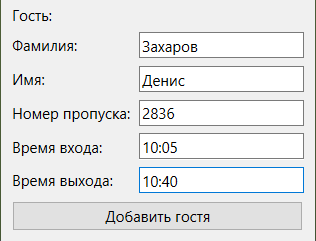 Гость:
Фамилия: Захаров
Имя: Денис
Номер пропуска: 2836
Время входа: 10:05
Время выхода: 10:40
Добавить гостя